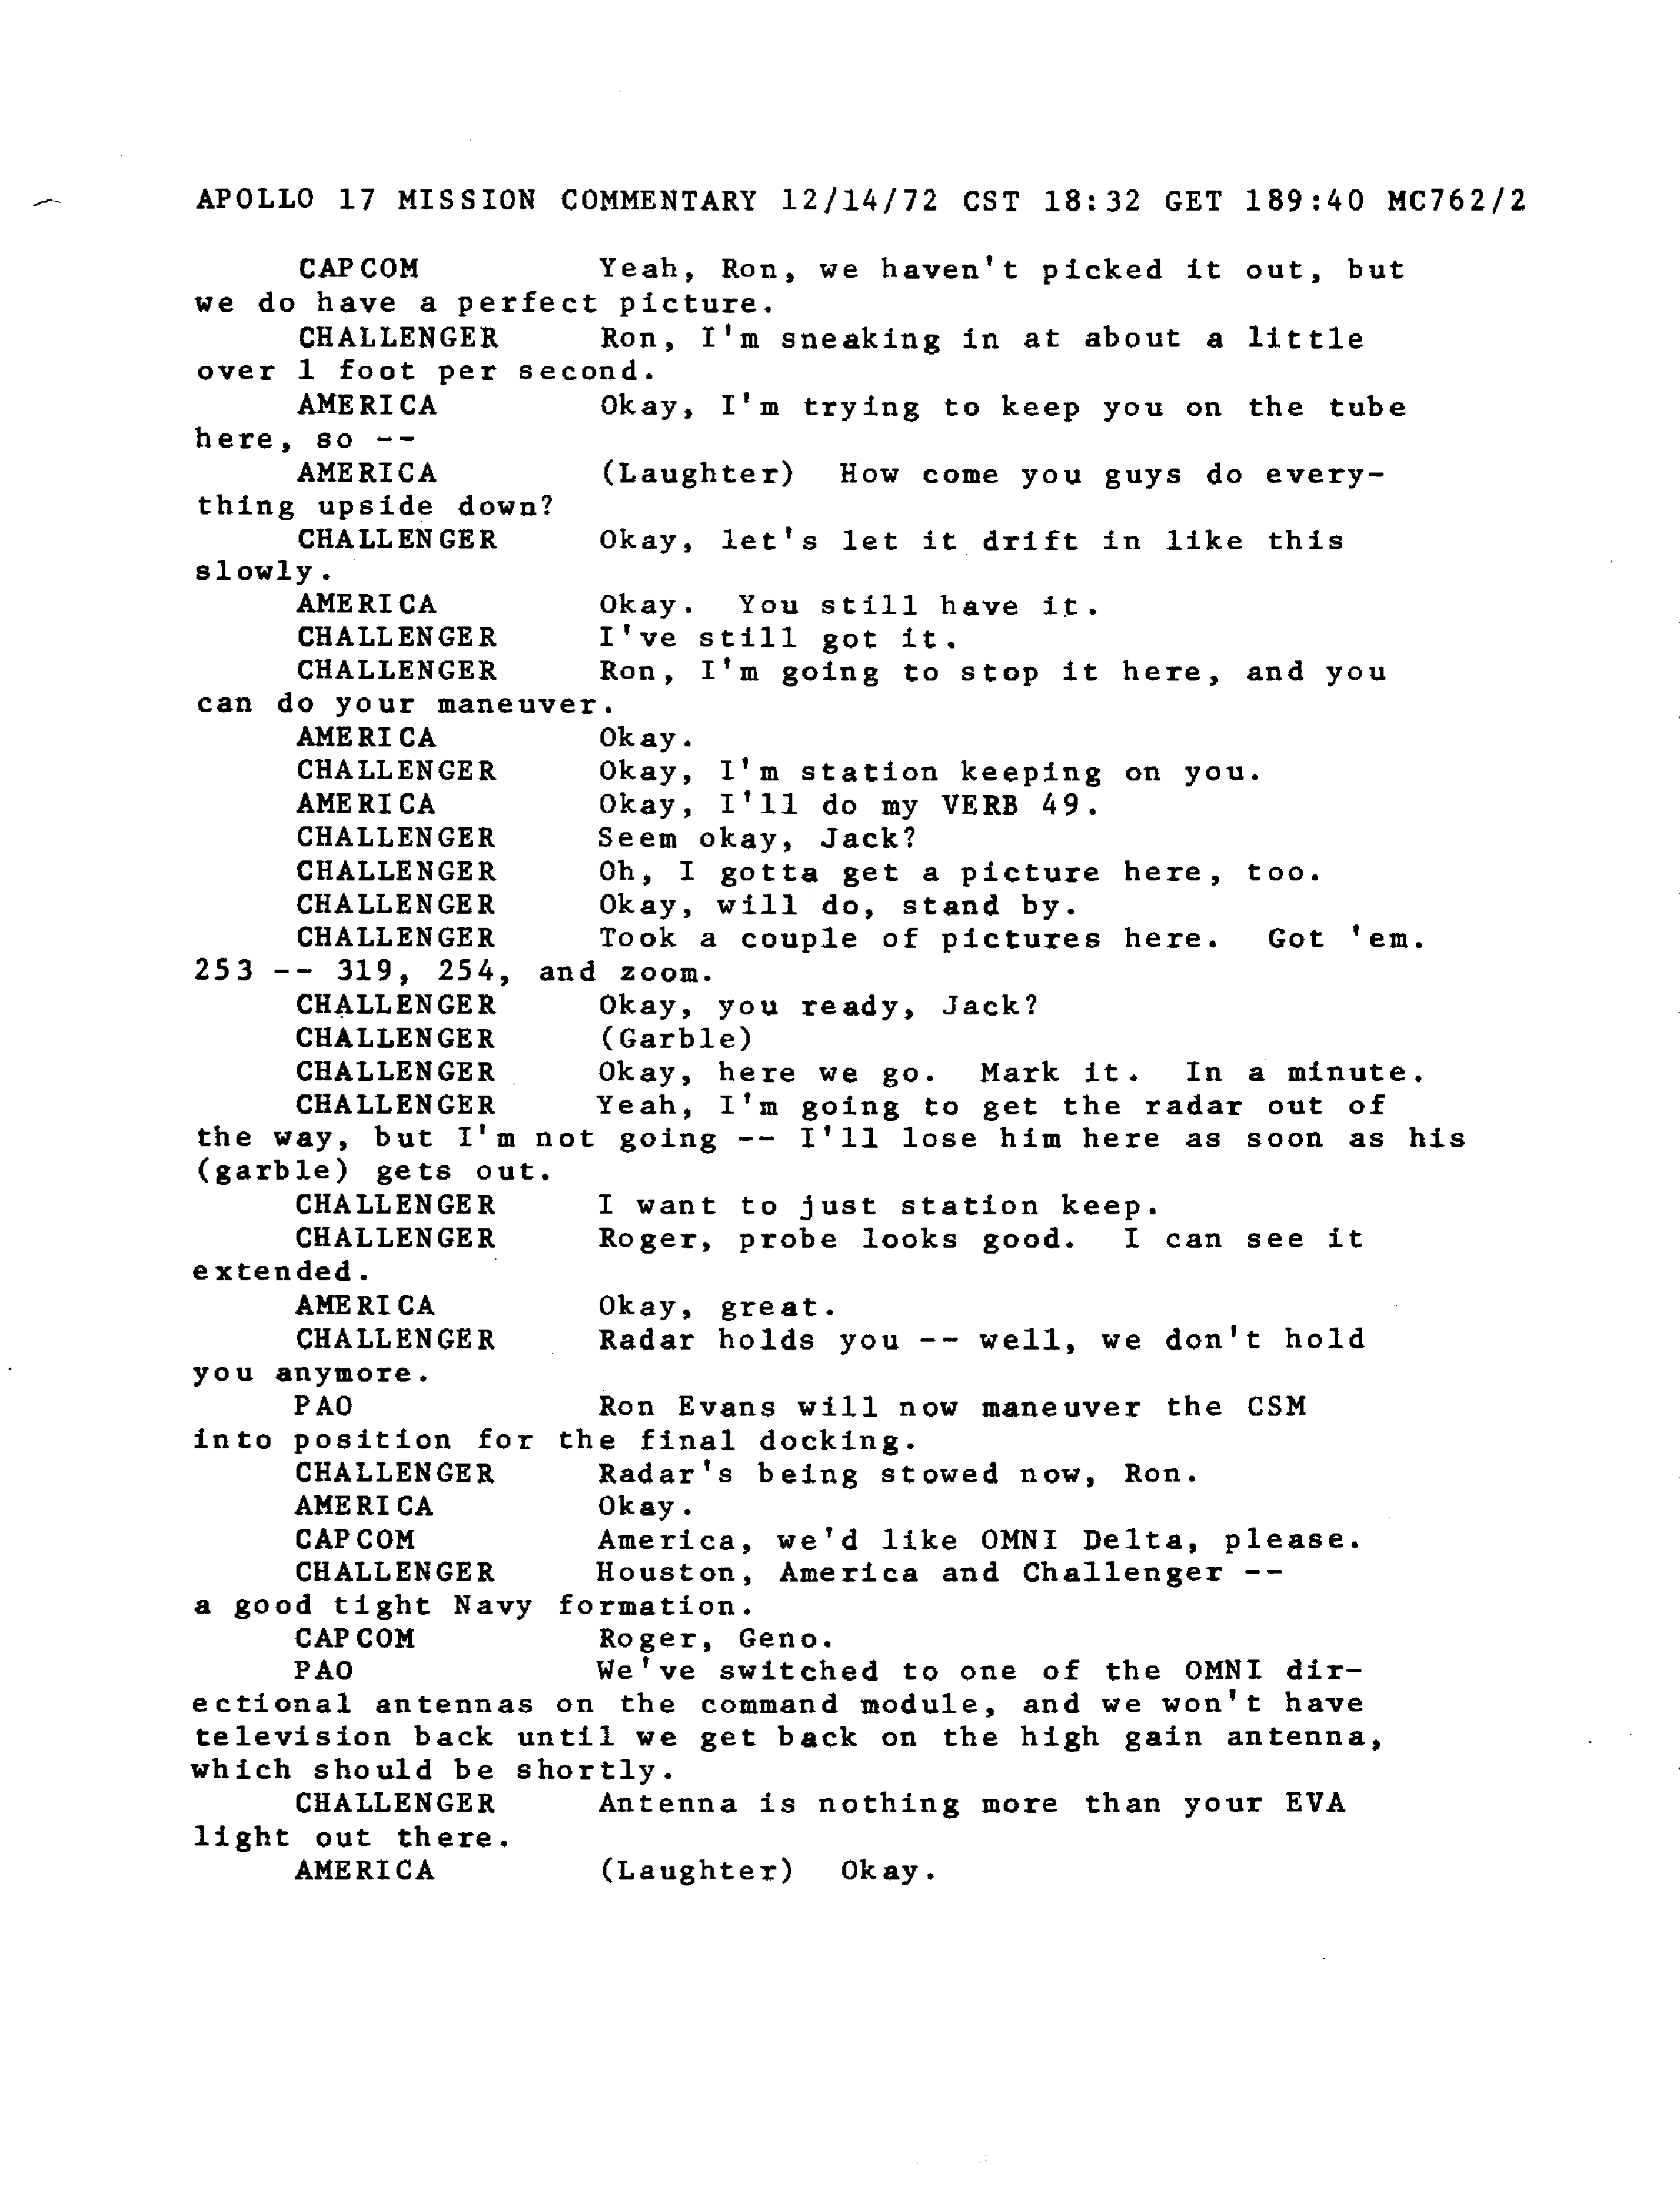 APOLLO 17 MISSION COMMENTARY 12/14/72 CST 18:32 GET 189:40 MC762/2
CAPCOM Yeah, Ron, we haven't picked it out, but
we do have a perfect picture.
CHALLENGER Ron, I'm sneaking in at about a little
over 1 foot per second.
AMERICA Okay, I'm trying to keep you on the tube
here, so --
AMERICA (Laughter) How come you guys do every-
thing upside down?
CHALLENGER Okay, let's let it drift in like this
slowly.
AMERICA Okay. You still have it.
CHALLENGER I've still got it.
CHALLENGER Ron, I'm going to stop it here, and you
can do your maneuver.
AMERICA Okay.
CHALLENGER Okay, I'm station keeping on you.
AMERICA Okay, I'll do my VERB 49.
CHALLENGER Seem okay, Jack?
CHALLENGER Oh, I gotta get a picture here, too.
CHALLENGER Okay, will do, stand by.
CHALLENGER Took a couple of pictures here. Got 'em.
253 -- 319, 254, and zoom.
CHALLENGER Okay, you ready, Jack?
CHALLENGER (Garble)
CHALLENGER Okay, here we go. Mark it. In a minute.
CHALLENGER Yeah, I'm going to get the radar out of
the way, but I'm not going -- I'll lose him here as soon as his
(garble) gets out.
CHALLENGER I want to just station keep.
CHALLENGER Roger, probe looks good. I can see it
extended.
AMERICA Okay, great.
CHALLENGER Radar holds you -- well, we don't hold
you anymore.
PAO Ron Evans will now maneuver the CSM
into position for the final docking.
CHALLENGER Radar's being stowed now, Ron.
AMERICA Okay.
CAPCOM America, we'd like OMNI Delta, please.
CHALLENGER Houston, America and Challenger --
a good tight Navy formation.
CAPCOM Roger, Geno.
PAO We've switched to one of the OMNI dir-
ectional antennas on the command module, and we won't have
television back until we get back on the high gain antenna,
which should be shortly.
CHALLENGER Antenna is nothing more than your EVA
light out there.
AMERICA (Laughter) Okay.